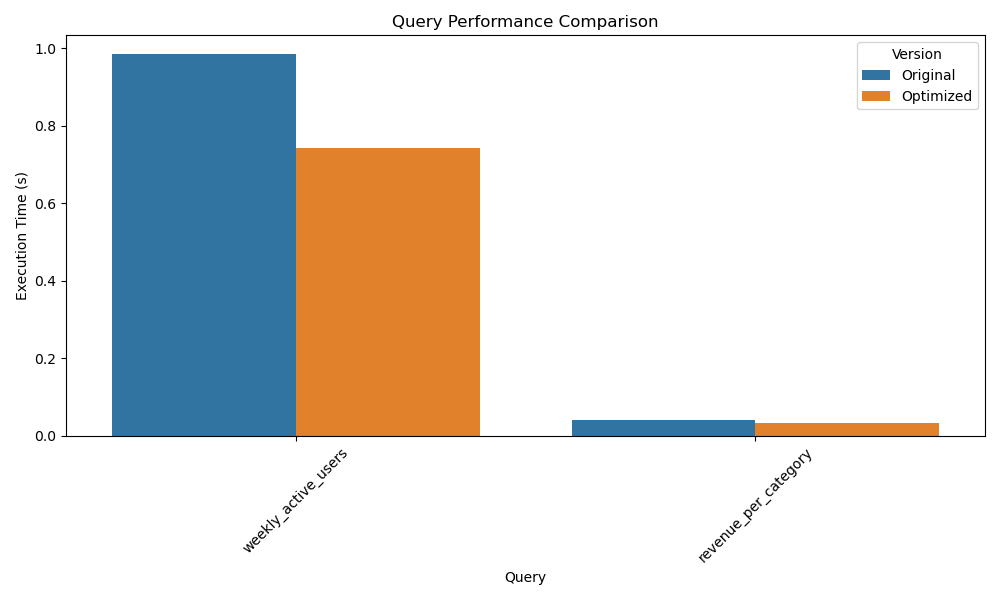 Query Performance Comparison
Version
Original
Optimized
Execution Time (s)
1.0
0.8
0.6
0.4
0.2
0.0
weekly_active_users
revenue_per_category
Query